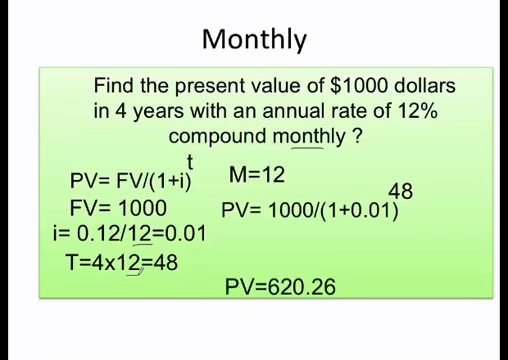 Monthly
Find the present value of $1000 dollars
in 4 years with an annual rate of 12%
compound monthly ?
PV= FV/(1+i)^t
FV= 1000
i= 0.12/12=0.01
T=4x12=48
M=12
PV= 1000/(1+0.01)^48
PV=620.26